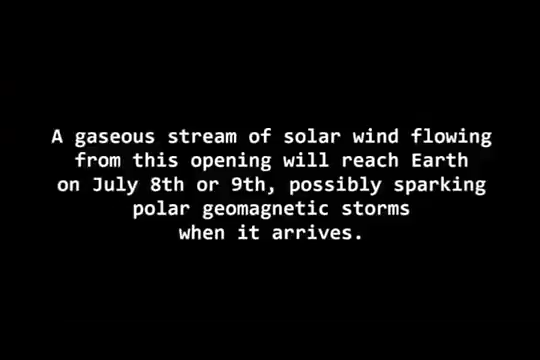 A gaseous stream of solar wind flowing
from this opening will reach Earth
on July 8th or 9th, possibly sparking
polar geomagnetic storms
when it arrives.